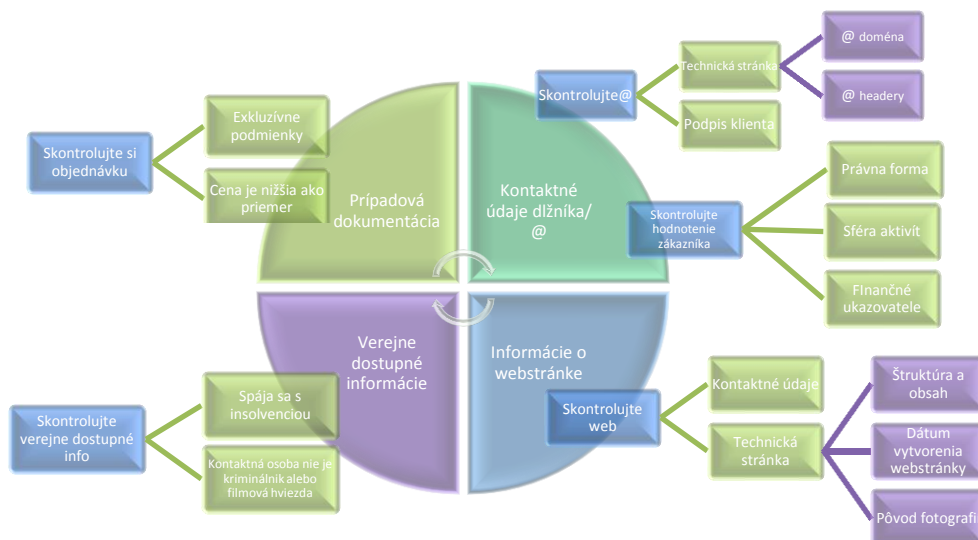 Skontrolujte si
objednávku
Exkluzívne
podmienky
Cena je nižšia ako
priemer
Prípadová
dokumentácia
Kontaktné
údaje dlžníka/
@
Skontrolujte@
Technická stránka
@ doména
@ headery
Podpis klienta
Skontrolujte
hodnotenie
zákazníka
Právna forma
Sféra aktivít
FInančné
ukazovatele
Verejne
dostupné
informácie
Informácie o
webstránke
Skontrolujte
verejne dostupné
info
Spája sa s
insolvenciou
Kontaktná osoba nie je
kriminálnik alebo
filmová hviezda
Skontrolujte
web
Kontaktné údaje
Technická
stránka
Štruktúra a
obsah
Dátum
vytvorenia
webstránky
Pôvod fotografi